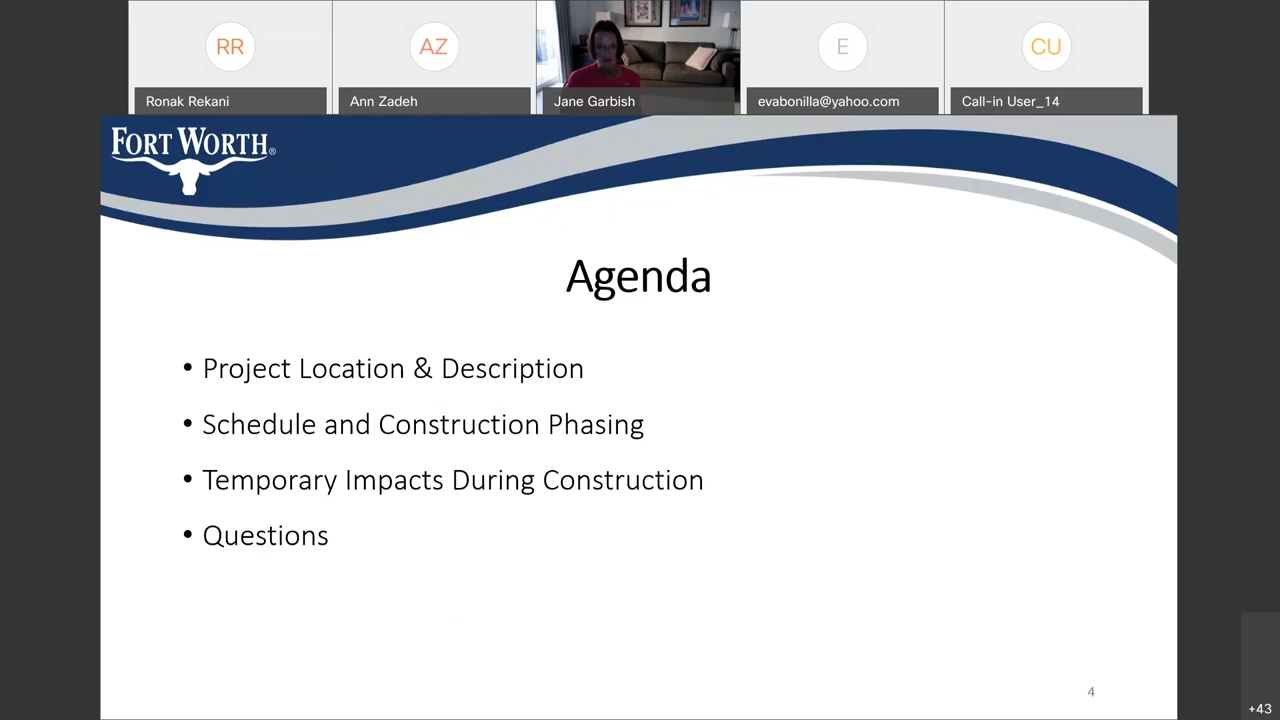 RR
AZ
E
CU
Ronak Rekani
Ann Zadeh
Jane Garbish
evabonilla@yahoo.com
Call-in User_14
FORT WORTH®
Agenda
• Project Location & Description
• Schedule and Construction Phasing
• Temporary Impacts During Construction
• Questions
4
+43